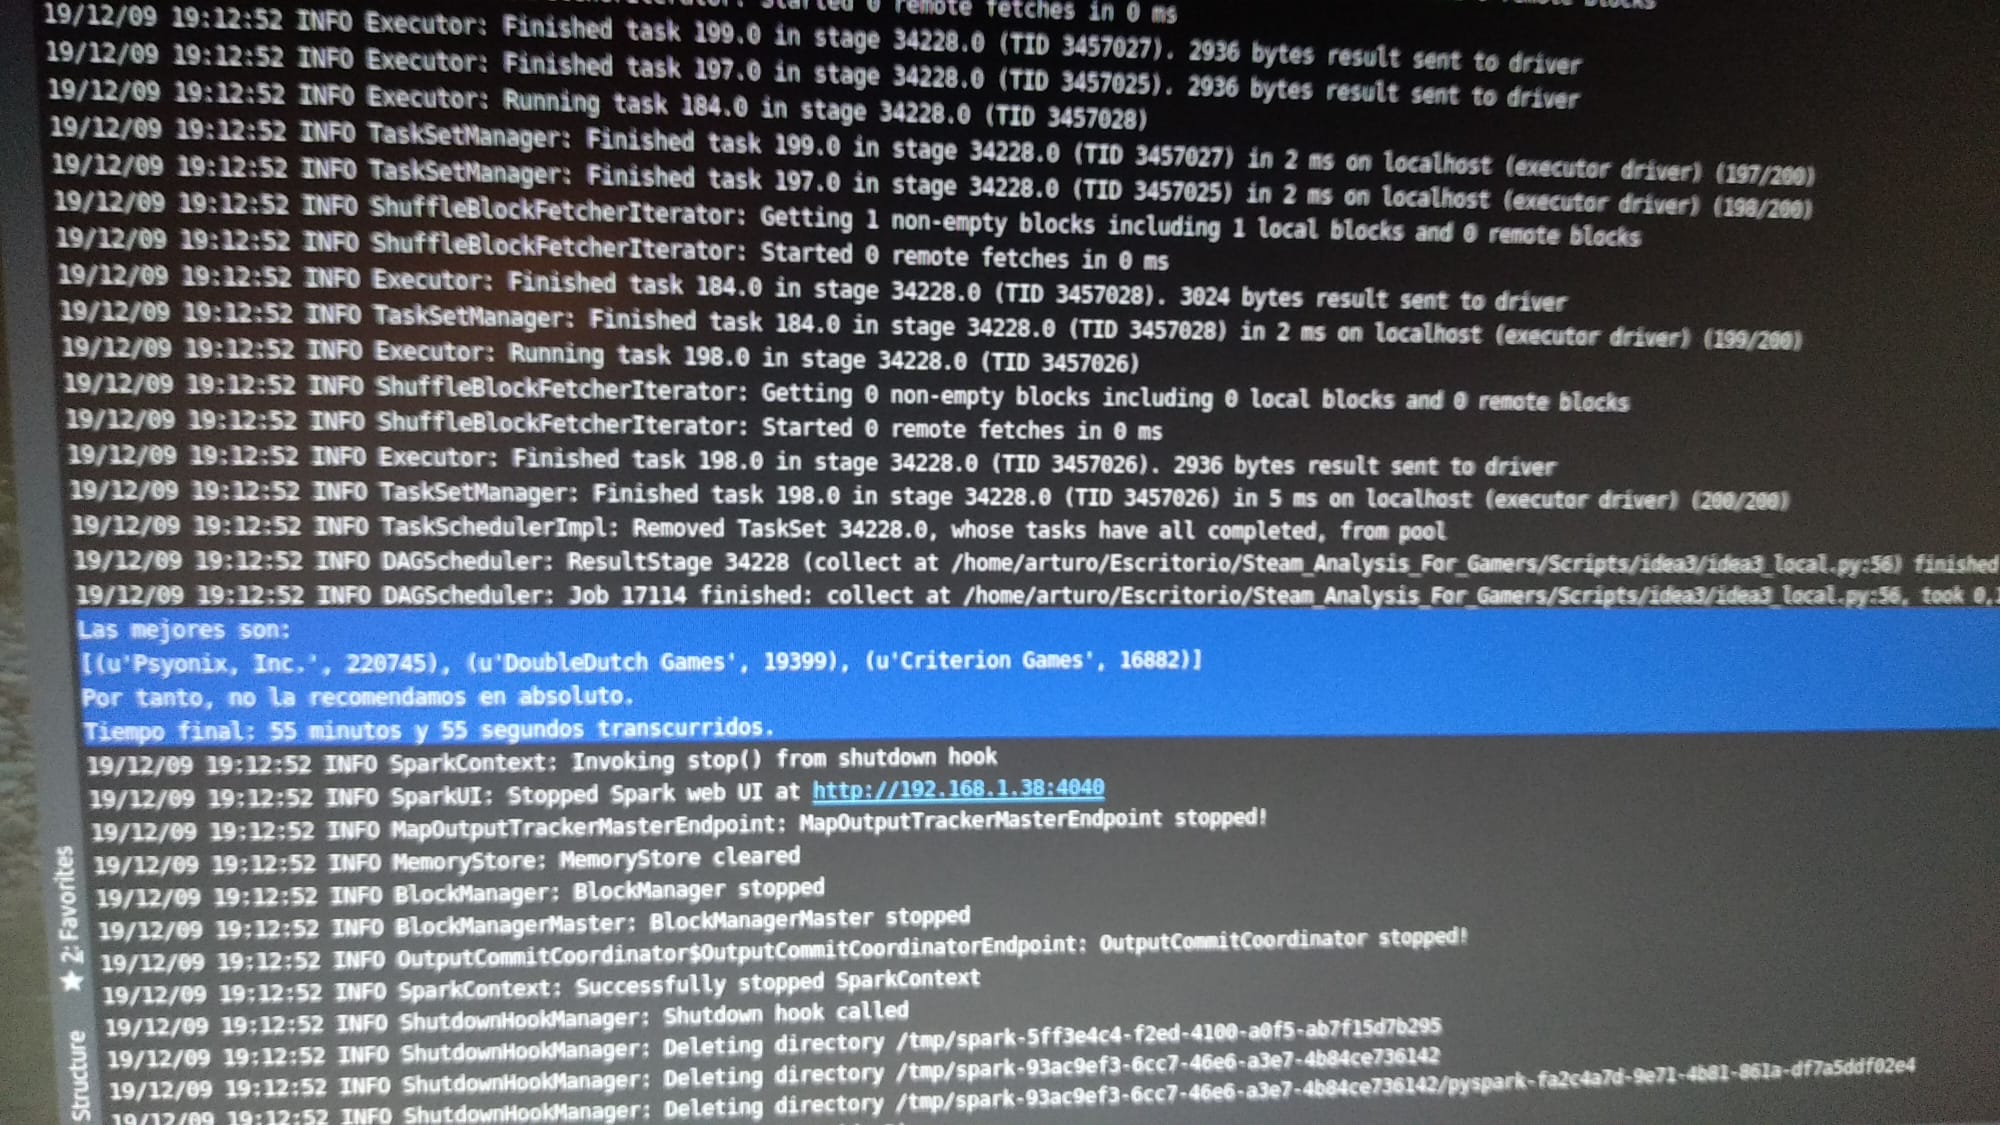 Started 0 remote fetches in 0 ms
19/12/09 19:12:52 INFO Executor: Finished task 199.0 in stage 34228.0 (TID 3457027). 2936 bytes result sent to driver
19/12/09 19:12:52 INFO Executor: Finished task 197.0 in stage 34228.0 (TID 3457025). 2936 bytes result sent to driver
19/12/09 19:12:52 INFO Executor: Running task 184.0 in stage 34228.0 (TID 3457028)
19/12/09 19:12:52 INFO TaskSetManager: Finished task 199.0 in stage 34228.0 (TID 3457027) in 2 ms on localhost (executor driver) (197/200)
19/12/09 19:12:52 INFO TaskSetManager: Finished task 197.0 in stage 34228.0 (TID 3457025) in 2 ms on localhost (executor driver) (198/200)
19/12/09 19:12:52 INFO ShuffleBlockFetcherIterator: Getting 1 non-empty blocks including 1 local blocks and 0 remote blocks
19/12/09 19:12:52 INFO ShuffleBlockFetcherIterator: Started 0 remote fetches in 0 ms
19/12/09 19:12:52 INFO Executor: Finished task 184.0 in stage 34228.0 (TID 3457028). 3024 bytes result sent to driver
19/12/09 19:12:52 INFO TaskSetManager: Finished task 184.0 in stage 34228.0 (TID 3457028) in 2 ms on localhost (executor driver) (199/200)
19/12/09 19:12:52 INFO Executor: Running task 198.0 in stage 34228.0 (TID 3457026)
19/12/09 19:12:52 INFO ShuffleBlockFetcherIterator: Getting 0 non-empty blocks including 0 local blocks and 0 remote blocks
19/12/09 19:12:52 INFO ShuffleBlockFetcherIterator: Started 0 remote fetches in 0 ms
19/12/09 19:12:52 INFO Executor: Finished task 198.0 in stage 34228.0 (TID 3457026). 2936 bytes result sent to driver
19/12/09 19:12:52 INFO TaskSetManager: Finished task 198.0 in stage 34228.0 (TID 3457026) in 5 ms on localhost (executor driver) (200/200)
19/12/09 19:12:52 INFO TaskSchedulerImpl: Removed TaskSet 34228.0, whose tasks have all completed, from pool
19/12/09 19:12:52 INFO DAGScheduler: ResultStage 34228 (collect at /home/arturo/Escritorio/Steam_Analysis_For_Gamers/Scripts/idea3/idea3_local.py:56) finished
19/12/09 19:12:52 INFO DAGScheduler: Job 17114 finished: collect at /home/arturo/Escritorio/Steam_Analysis_For_Gamers/Scripts/idea3/idea3_local.py:56, took 0,
Las mejores son:
[(u'Psyonix, Inc.', 220745), (u'DoubleDutch Games', 19399), (u'Criterion Games', 16882)]
Por tanto, no la recomendamos en absoluto.
Tiempo final: 55 minutos y 55 segundos transcurridos.
19/12/09 19:12:52 INFO SparkContext: Invoking stop() from shutdown hook
19/12/09 19:12:52 INFO SparkUI: Stopped Spark web UI at http://192.168.1.38:4040
19/12/09 19:12:52 INFO MapOutputTrackerMasterEndpoint: MapOutputTrackerMasterEndpoint stopped!
19/12/09 19:12:52 INFO MemoryStore: MemoryStore cleared
19/12/09 19:12:52 INFO BlockManager: BlockManager stopped
19/12/09 19:12:52 INFO BlockManagerMaster: BlockManagerMaster stopped
19/12/09 19:12:52 INFO OutputCommitCoordinator$OutputCommitCoordinatorEndpoint: OutputCommitCoordinator stopped!
19/12/09 19:12:52 INFO SparkContext: Successfully stopped SparkContext
19/12/09 19:12:52 INFO ShutdownHookManager: Shutdown hook called
19/12/09 19:12:52 INFO ShutdownHookManager: Deleting directory /tmp/spark-5ff3e4c4-f2ed-4100-a0f5-ab7f15d7b295
19/12/09 19:12:52 INFO ShutdownHookManager: Deleting directory /tmp/spark-93ac9ef3-6cc7-46e6-a3e7-4b84ce736142
19/12/09 19:12:52 INFO ShutdownHookManager: Deleting directory /tmp/spark-93ac9ef3-6cc7-46e6-a3e7-4b84ce736142/pyspark-fa2c4a7d-9e71-4b81-861a-df7a5ddf02e4
2: Favorites
Structure